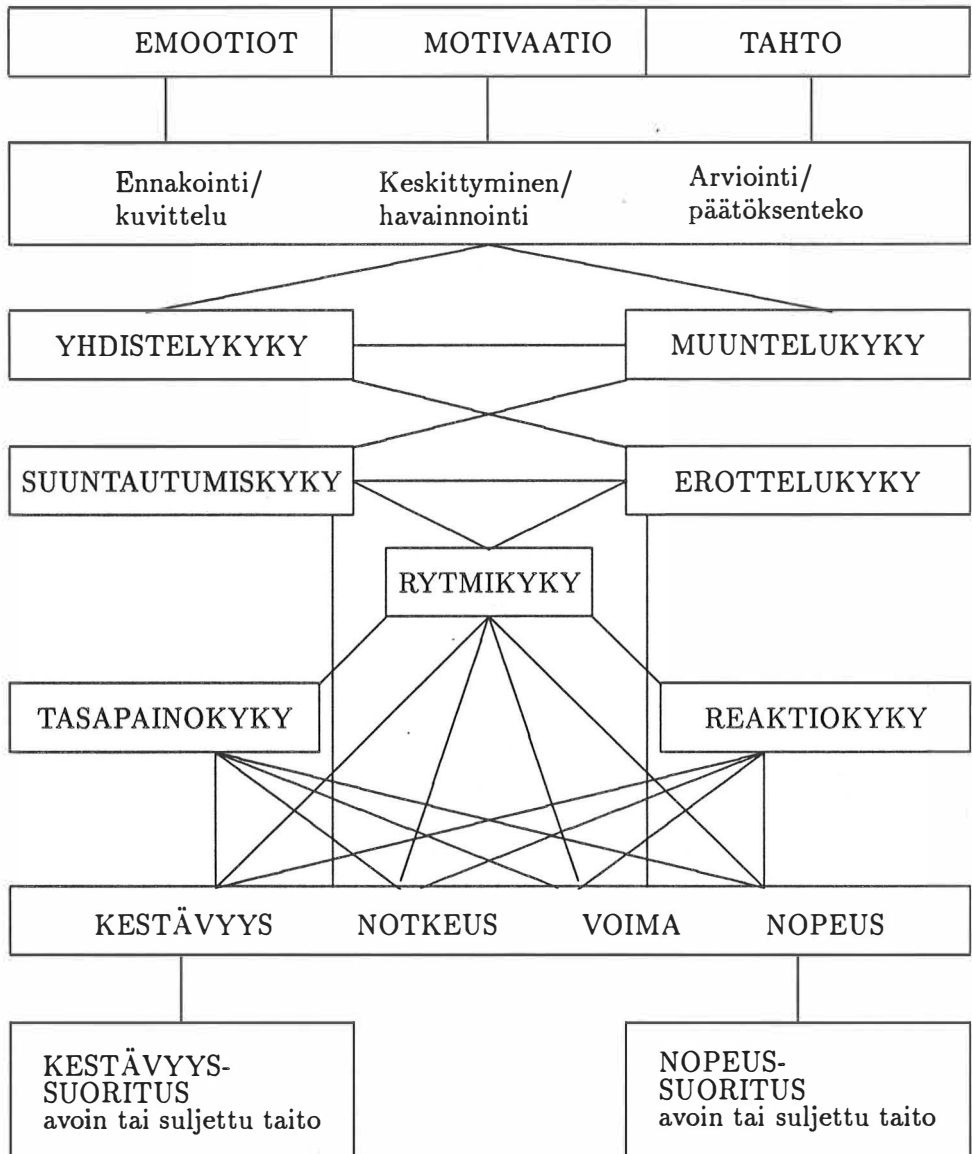 EMOOTIOT MOTIVAATIO TAHTO
Ennakointi/ Keskittyminen/ Arviointi/
kuvittelu havainnointi päätöksenteko
YHDISTELYKYKY MUUNTELUKYKY
SUUNTAUTUMISKYKY EROTTELUKYKY
RYTMIKYKY
TASAPAINOKYKY REAKTIOKYKY
KESTÄVYYS NOTKEUS VOIMA NOPEUS
KESTÄVYYS-
SUORITUS
avoin tai suljettu taito
NOPEUS-
SUORITUS
avoin tai suljettu taito